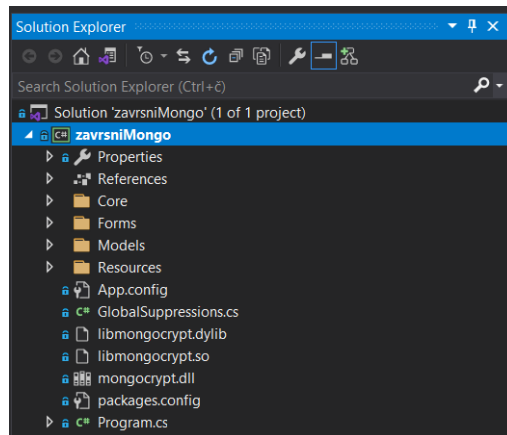 Solution Explorer
Search Solution Explorer (Ctrl+č)
Solution 'zavrsniMongo' (1 of 1 project)
C# zavrsniMongo
Properties
References
Core
Forms
Models
Resources
App.config
C# GlobalSuppressions.cs
libmongocrypt.dylib
libmongocrypt.so
mongocrypt.dll
packages.config
C# Program.cs